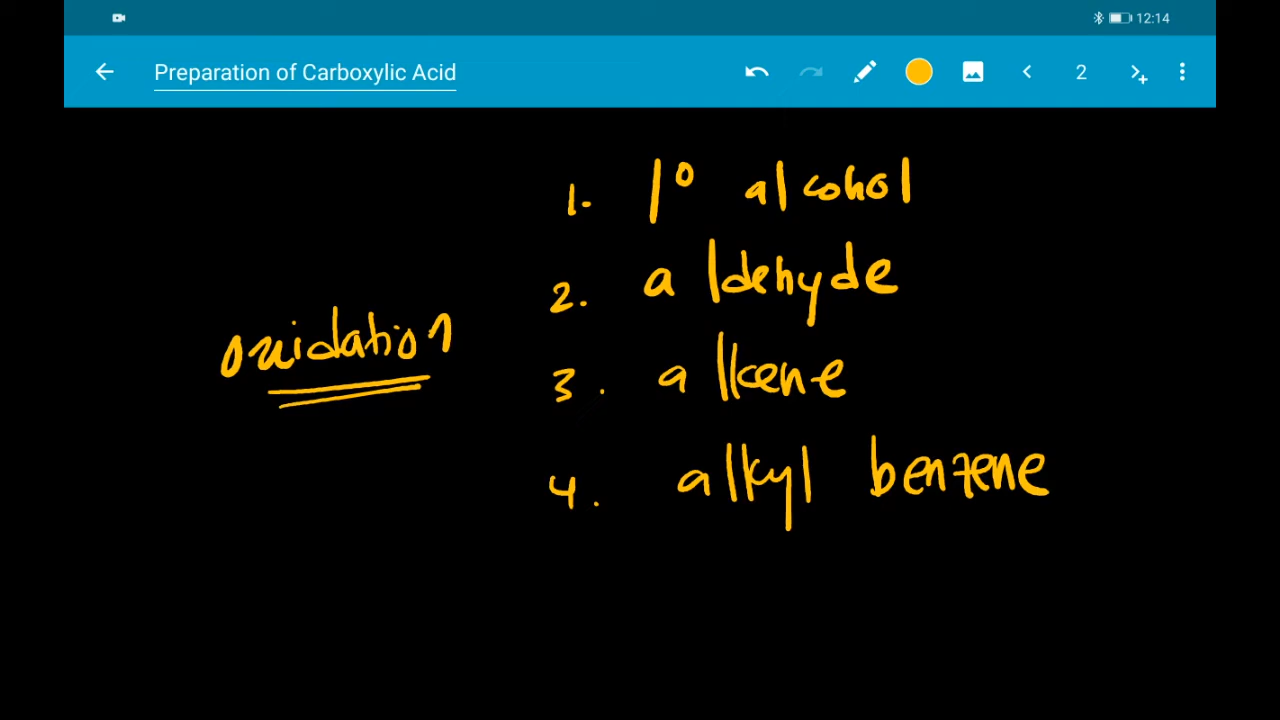 12:14
Preparation of Carboxylic Acid
2
1. 1° alcohol
2. aldehyde
oxidation
3. alkene
4. alkyl benzene